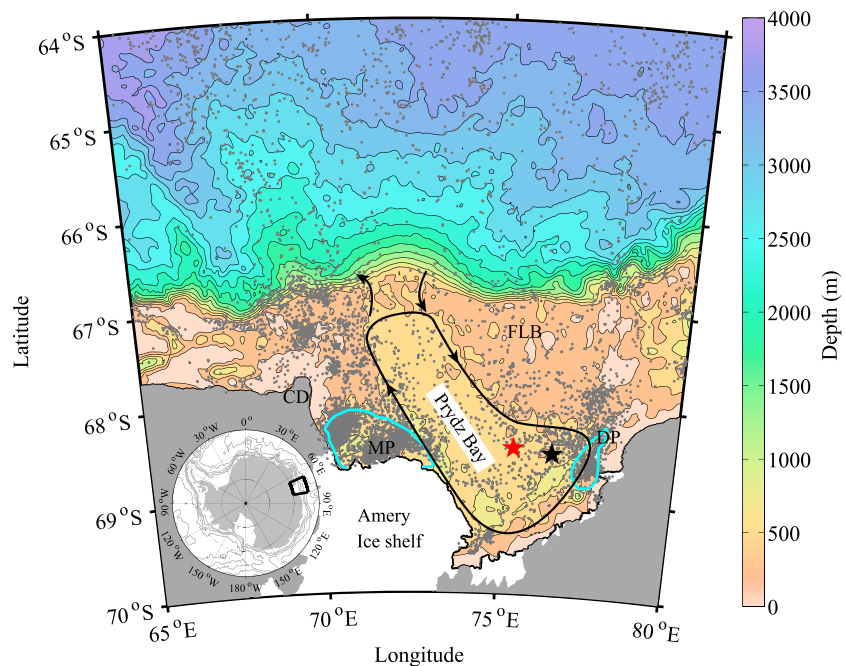 64 °S
65 °S
66 °S
67 °S
68 °S
69 °S
70 °S
65 °E
70 °E
75 °E
80 °E
Latitude
Longitude
FLB
CD
Prydz Bay
MP
DP
Amery
Ice shelf
0°
30 °E
60 °E
90 °E
120 °E
150 °E
180 °W
150 °W
120 °W
90 °W
60 °W
30 °W
4000
3500
3000
2500
2000
1500
1000
500
0
Depth (m)